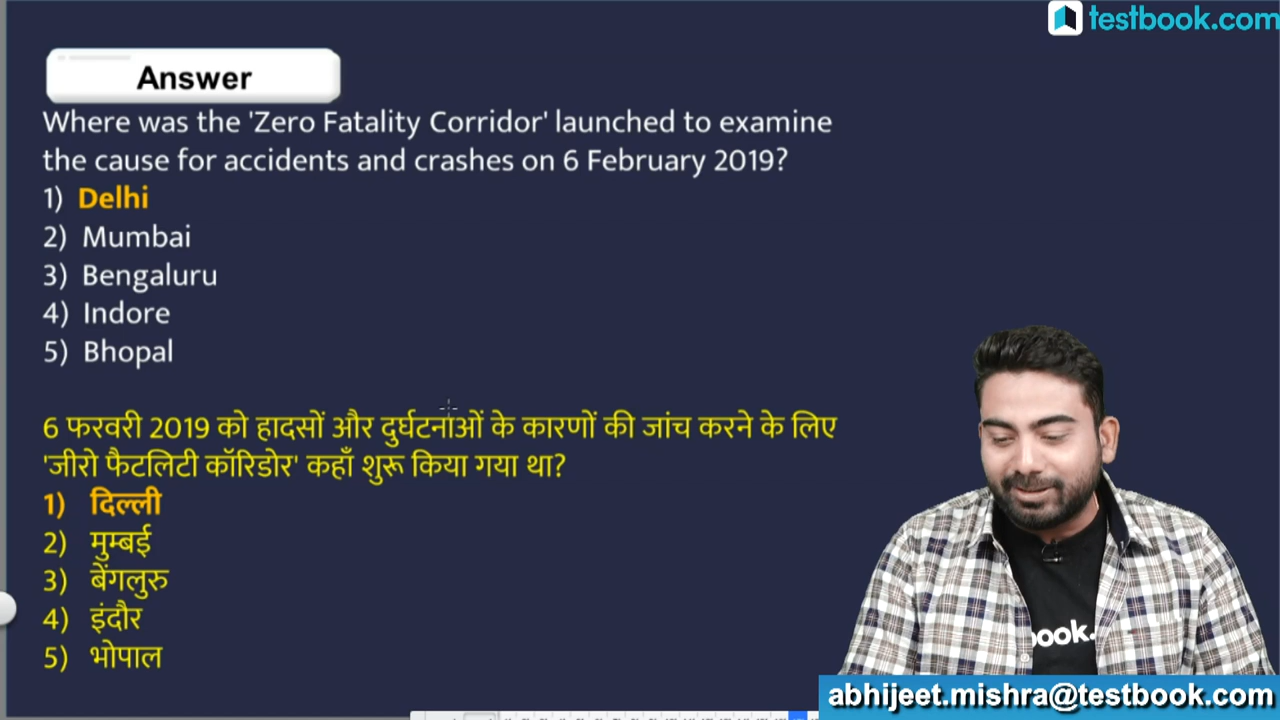 testbook.com
Answer
Where was the 'Zero Fatality Corridor' launched to examine
the cause for accidents and crashes on 6 February 2019?
1) Delhi
2) Mumbai
3) Bengaluru
4) Indore
5) Bhopal
6 फरवरी 2019 को हादसों और दुर्घटनाओं के कारणों की जांच करने के लिए
'जीरो फैटलिटी कॉरिडोर' कहाँ शुरू किया गया था?
1) दिल्ली
2) मुम्बई
3) बेंगलुरु
4) इंदौर
5) भोपाल
book.
abhijeet.mishra@testbook.com